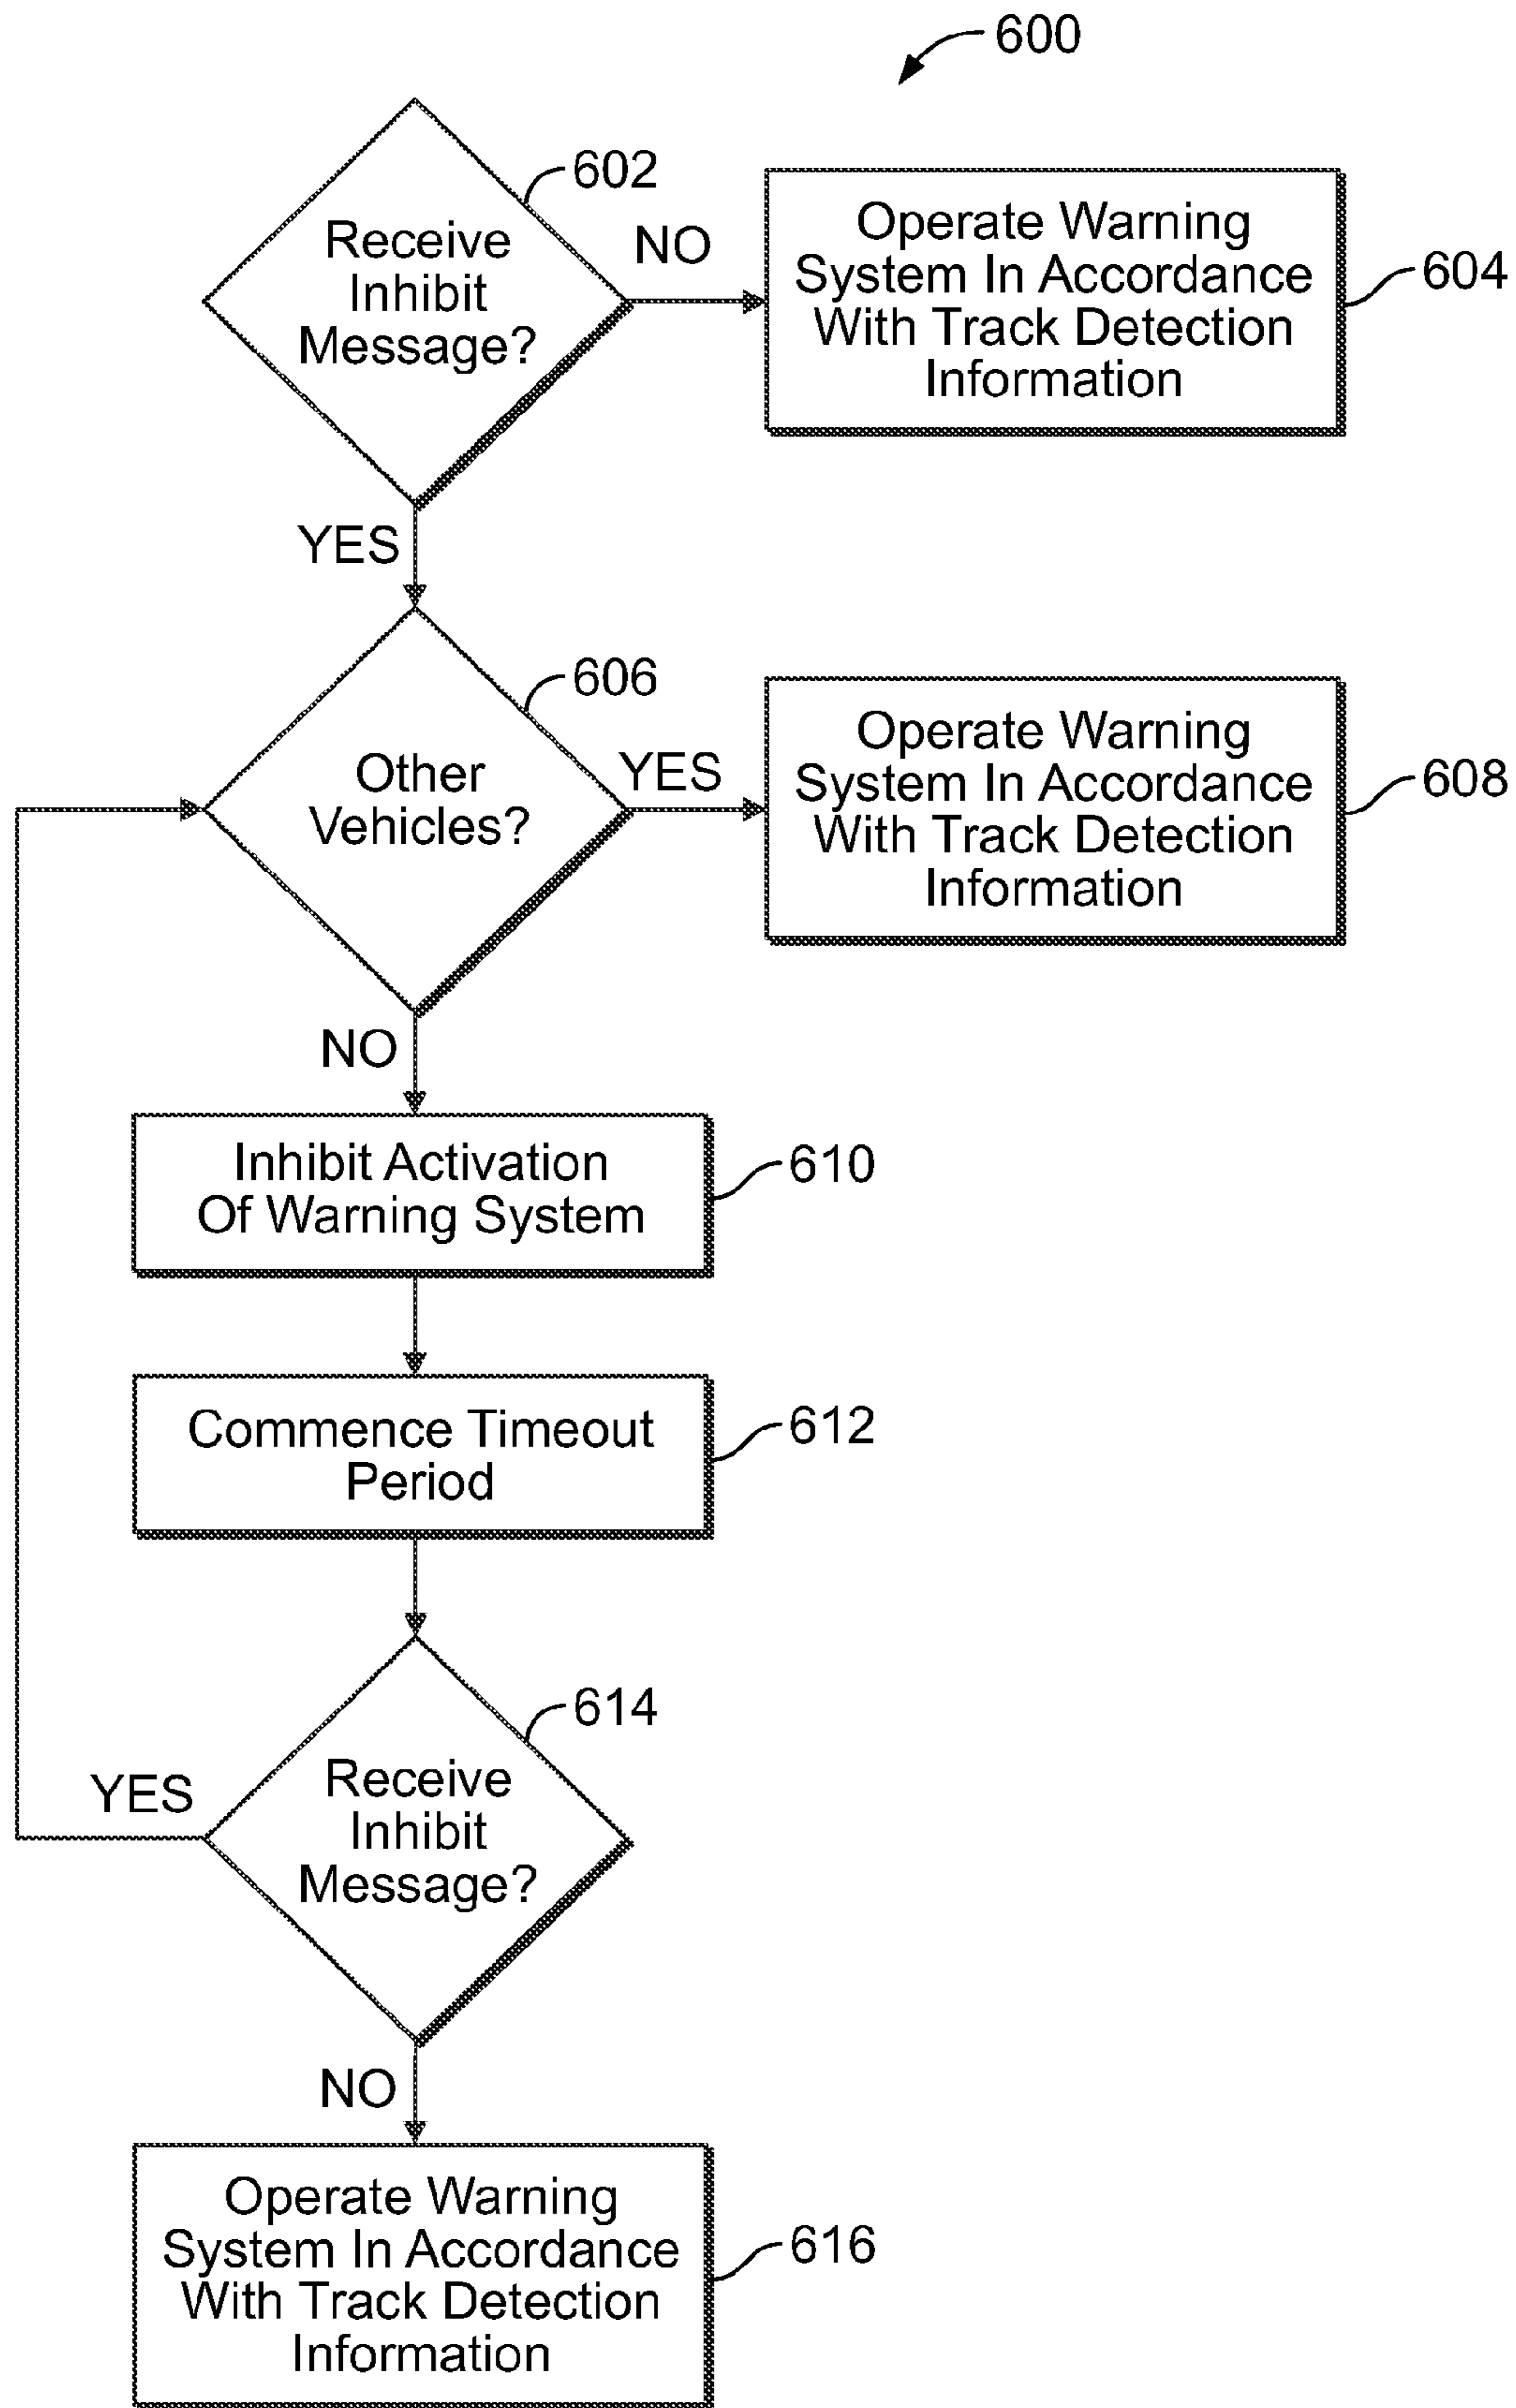 600
602
Receive
Inhibit
Message?
NO
Operate Warning
System In Accordance
With Track Detection
Information
604
YES
606
Other
Vehicles?
YES
Operate Warning
System In Accordance
With Track Detection
Information
608
NO
Inhibit Activation
Of Warning System
610
Commence Timeout
Period
612
614
Receive
Inhibit
Message?
YES
NO
Operate Warning
System In Accordance
With Track Detection
Information
616